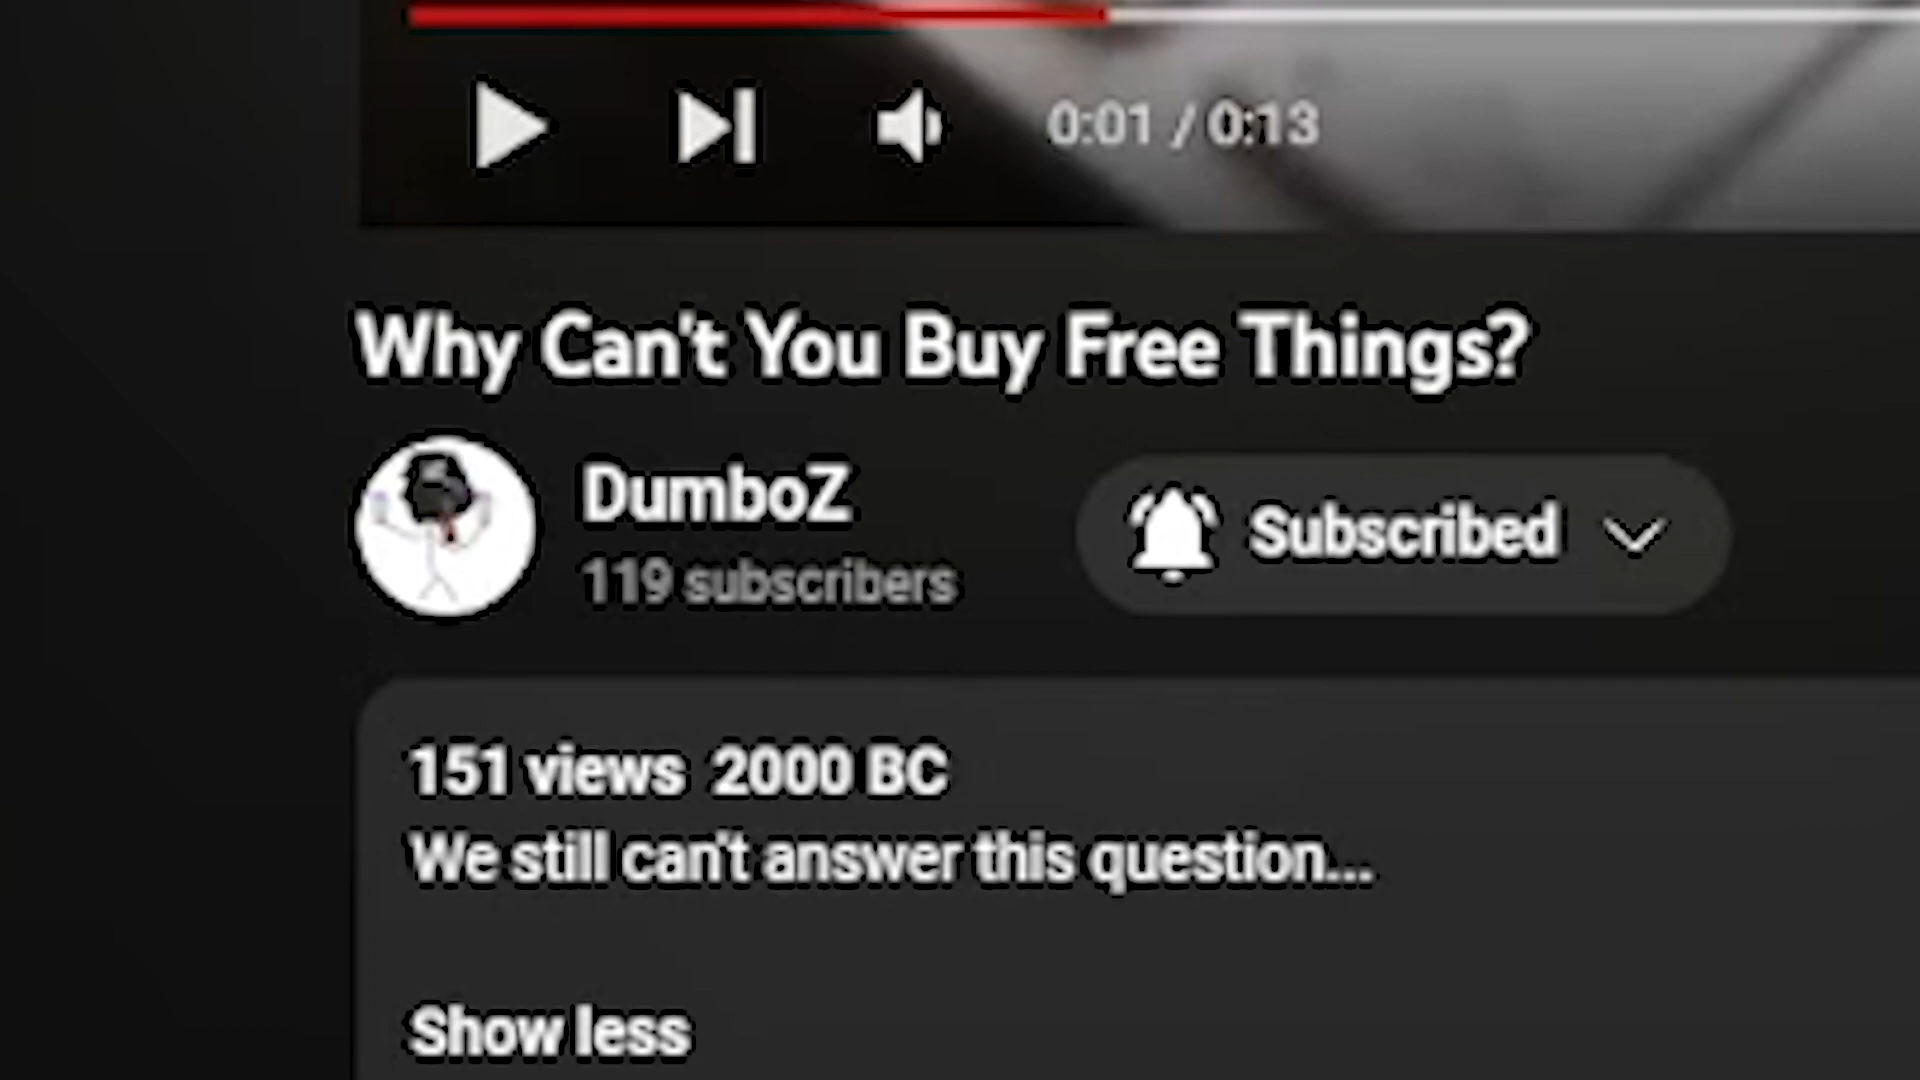 0:01 / 0:13
Why Can't You Buy Free Things?
DumboZ
119 subscribers
Subscribed
151 views 2000 BC
We still can't answer this question...
Show less